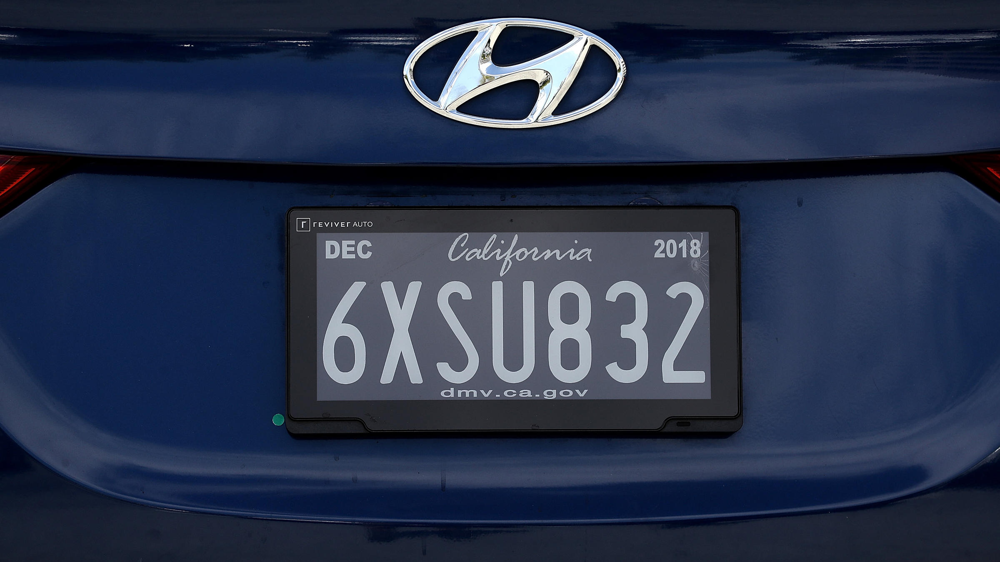 reviver AUTO
DEC California 2018
6XSU832
dmv.ca.gov